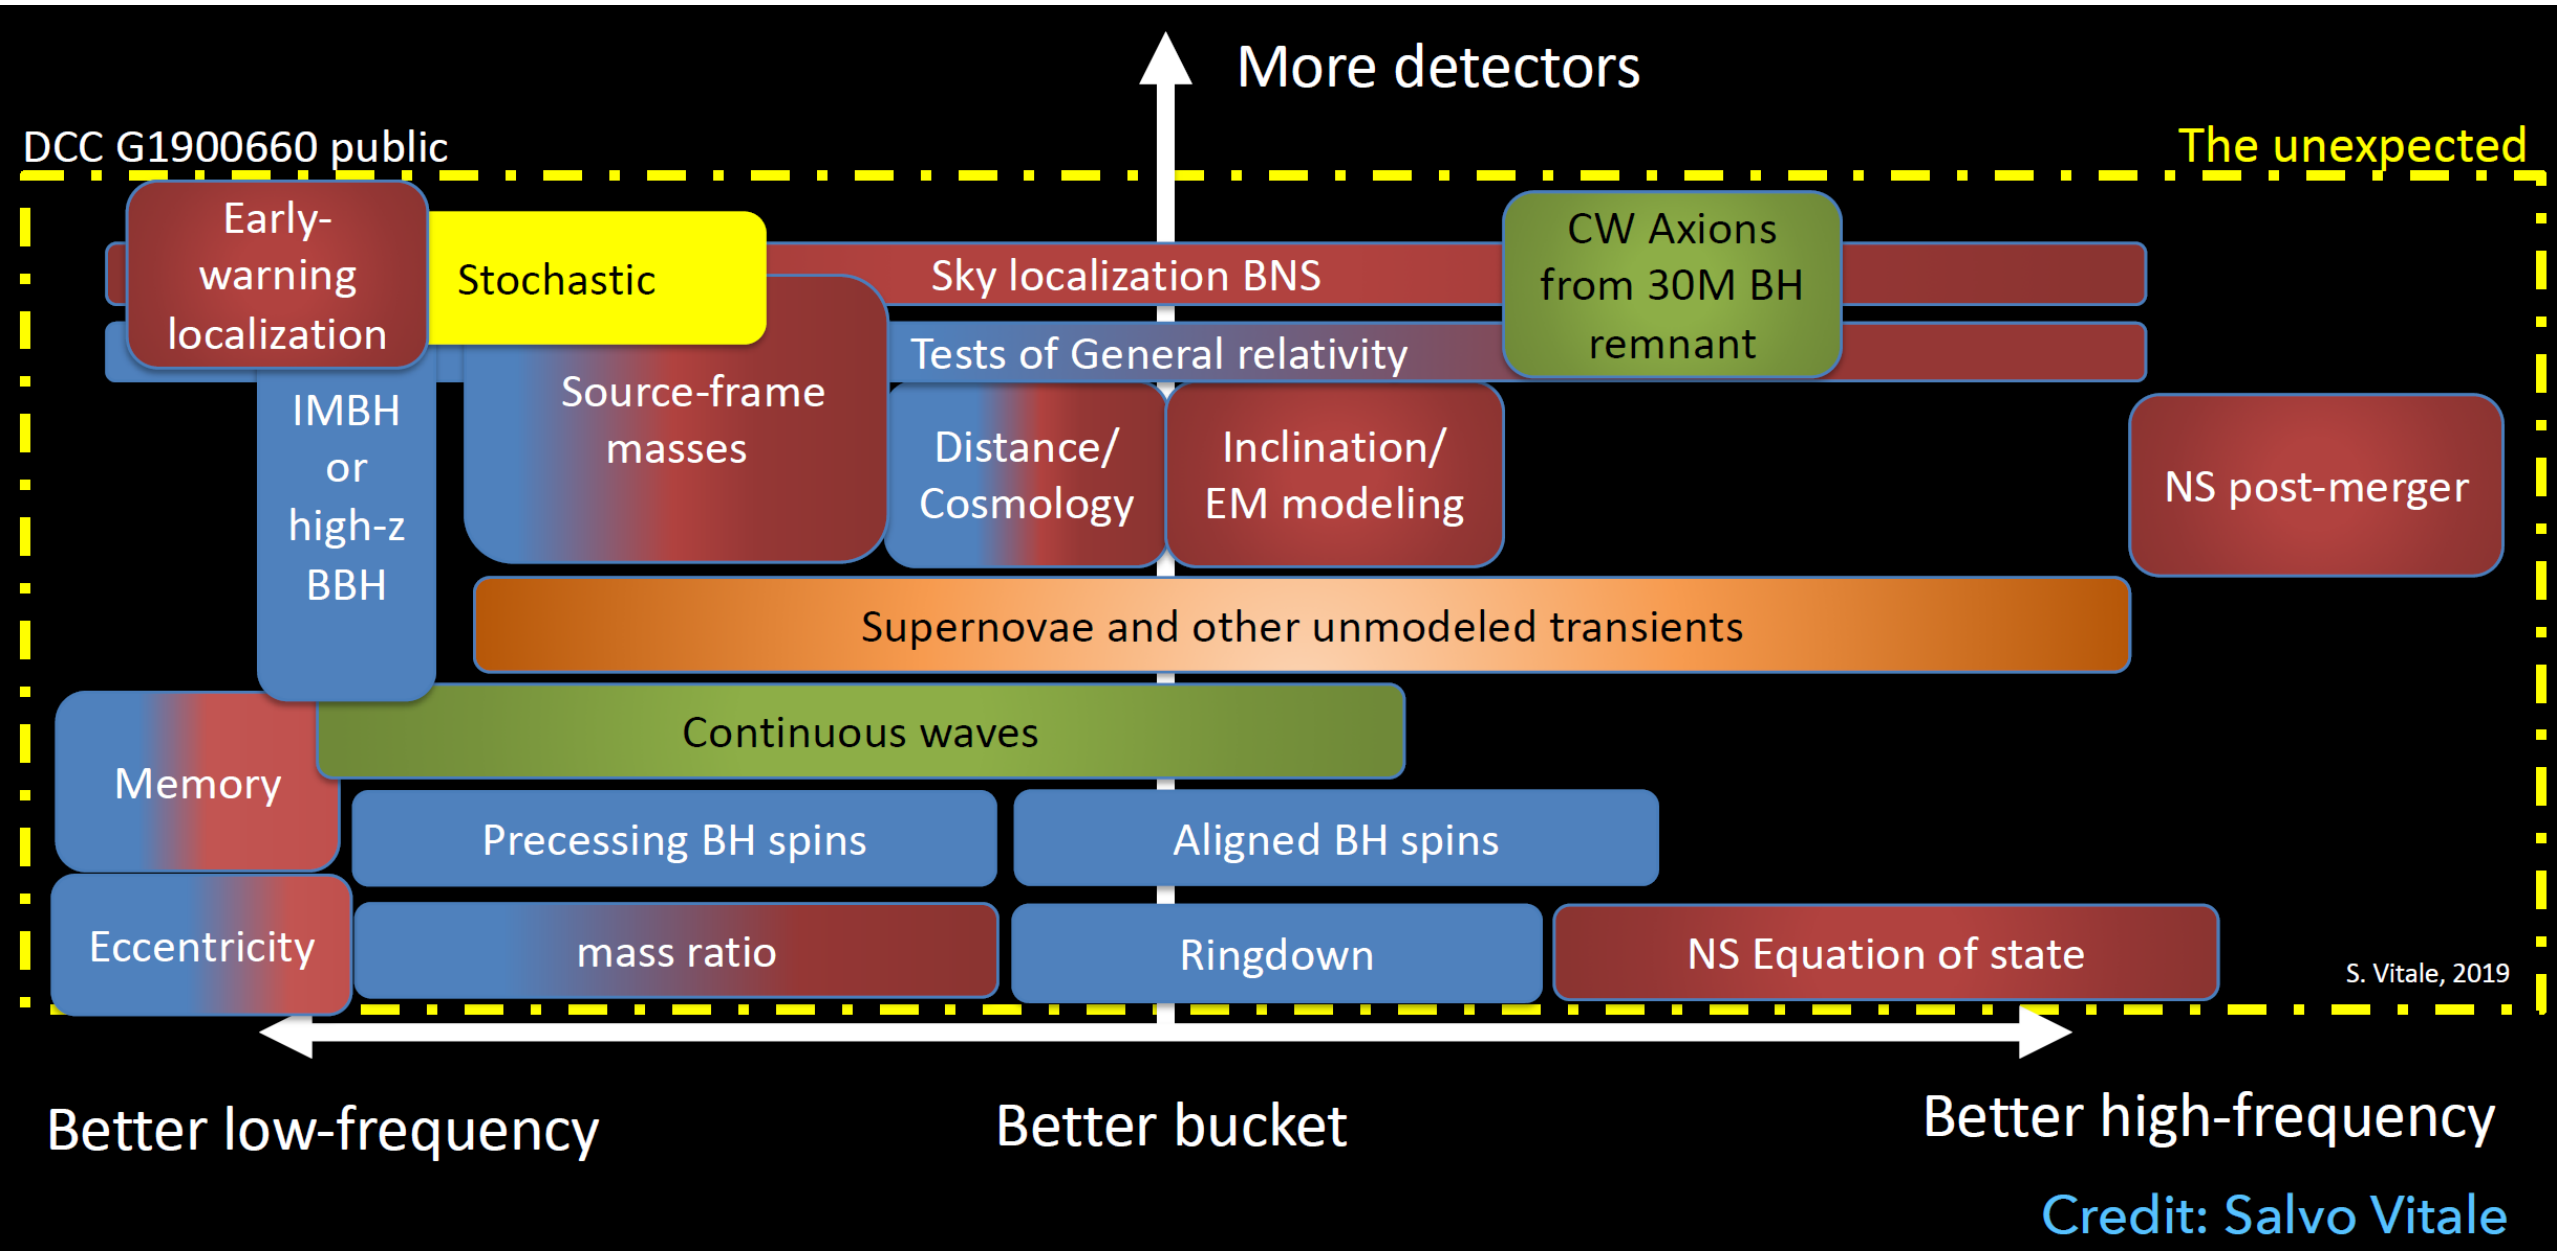 More detectors
DCC G1900660 public
The unexpected
Early-
warning
localization
Stochastic
Sky localization BNS
CW Axions
from 30M BH
remnant
Tests of General relativity
IMBH
or
high-z
BBH
Source-frame
masses
Distance/
Cosmology
Inclination/
EM modeling
NS post-merger
Supernovae and other unmodeled transients
Continuous waves
Memory
Precessing BH spins
Aligned BH spins
Eccentricity
mass ratio
Ringdown
NS Equation of state
S. Vitale, 2019
Better low-frequency
Better bucket
Better high-frequency
Credit: Salvo Vitale